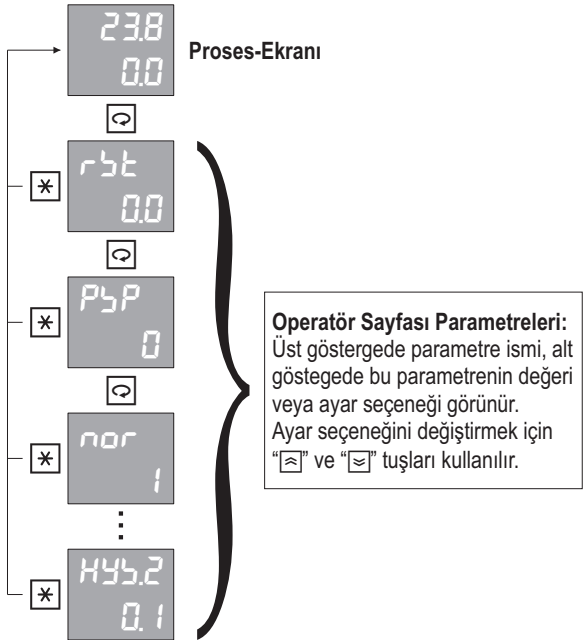 23.8
0.0
Proses-Ekranı
rSt
0.0
PSP
0
nor
1
HYS.2
0.1
Operatör Sayfası Parametreleri:
Üst göstergede parametre ismi, alt
göstegede bu parametrenin değeri
veya ayar seçeneği görünür.
Ayar seçeneğini değiştirmek için
“” ve “” tuşları kullanılır.